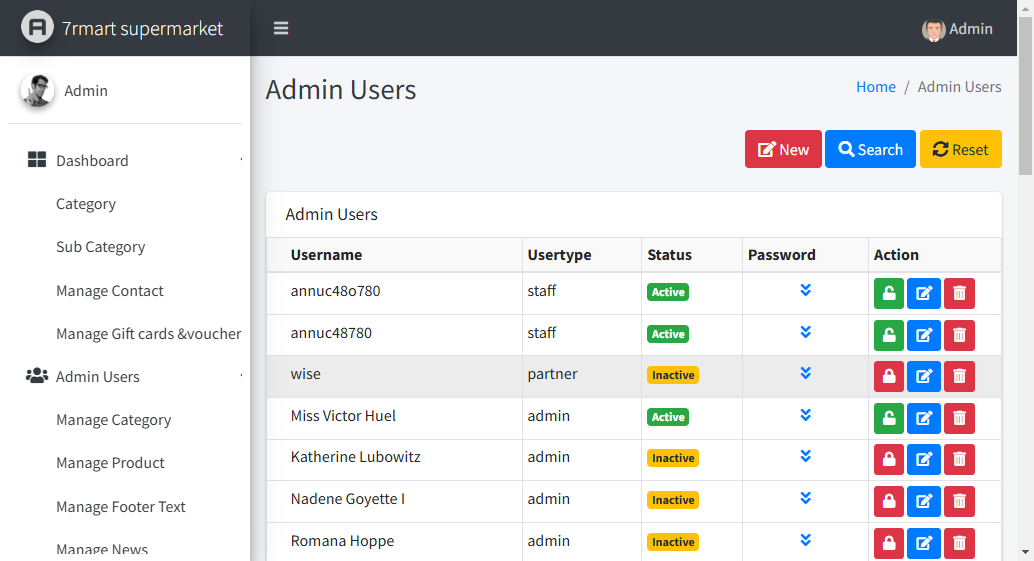 7rmart supermarket
Admin
Admin
Admin Users
Home / Admin Users
New
Search
Reset
Dashboard
Category
Sub Category
Manage Contact
Manage Gift cards &voucher
Admin Users
Manage Category
Manage Product
Manage Footer Text
Manage News
Admin Users
Username Usertype Status Password Action
annuc48o780 staff Active
annuc48780 staff Active
wise partner Inactive
Miss Victor Huel admin Active
Katherine Lubowitz admin Inactive
Nadene Goyette I admin Inactive
Romana Hoppe admin Inactive